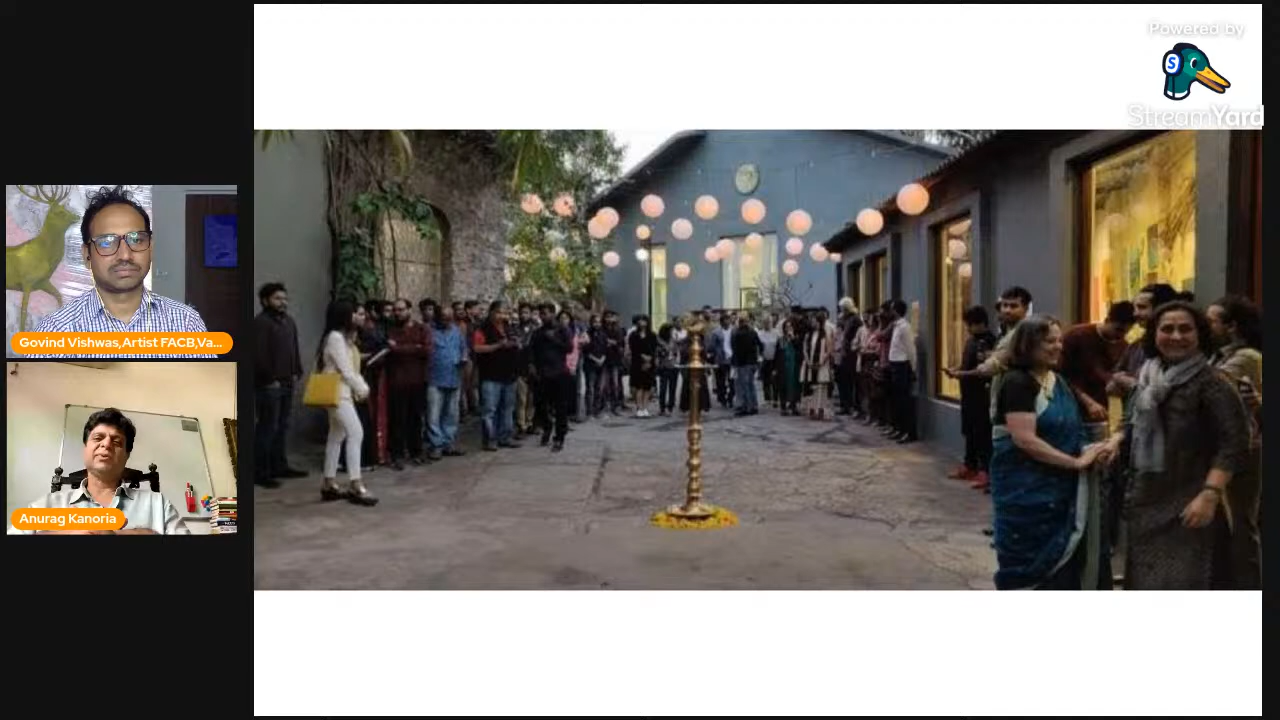 Powered by
S
StreamYard
Govind Vishwas,Artist FACB,Va...
Anurag Kanoria